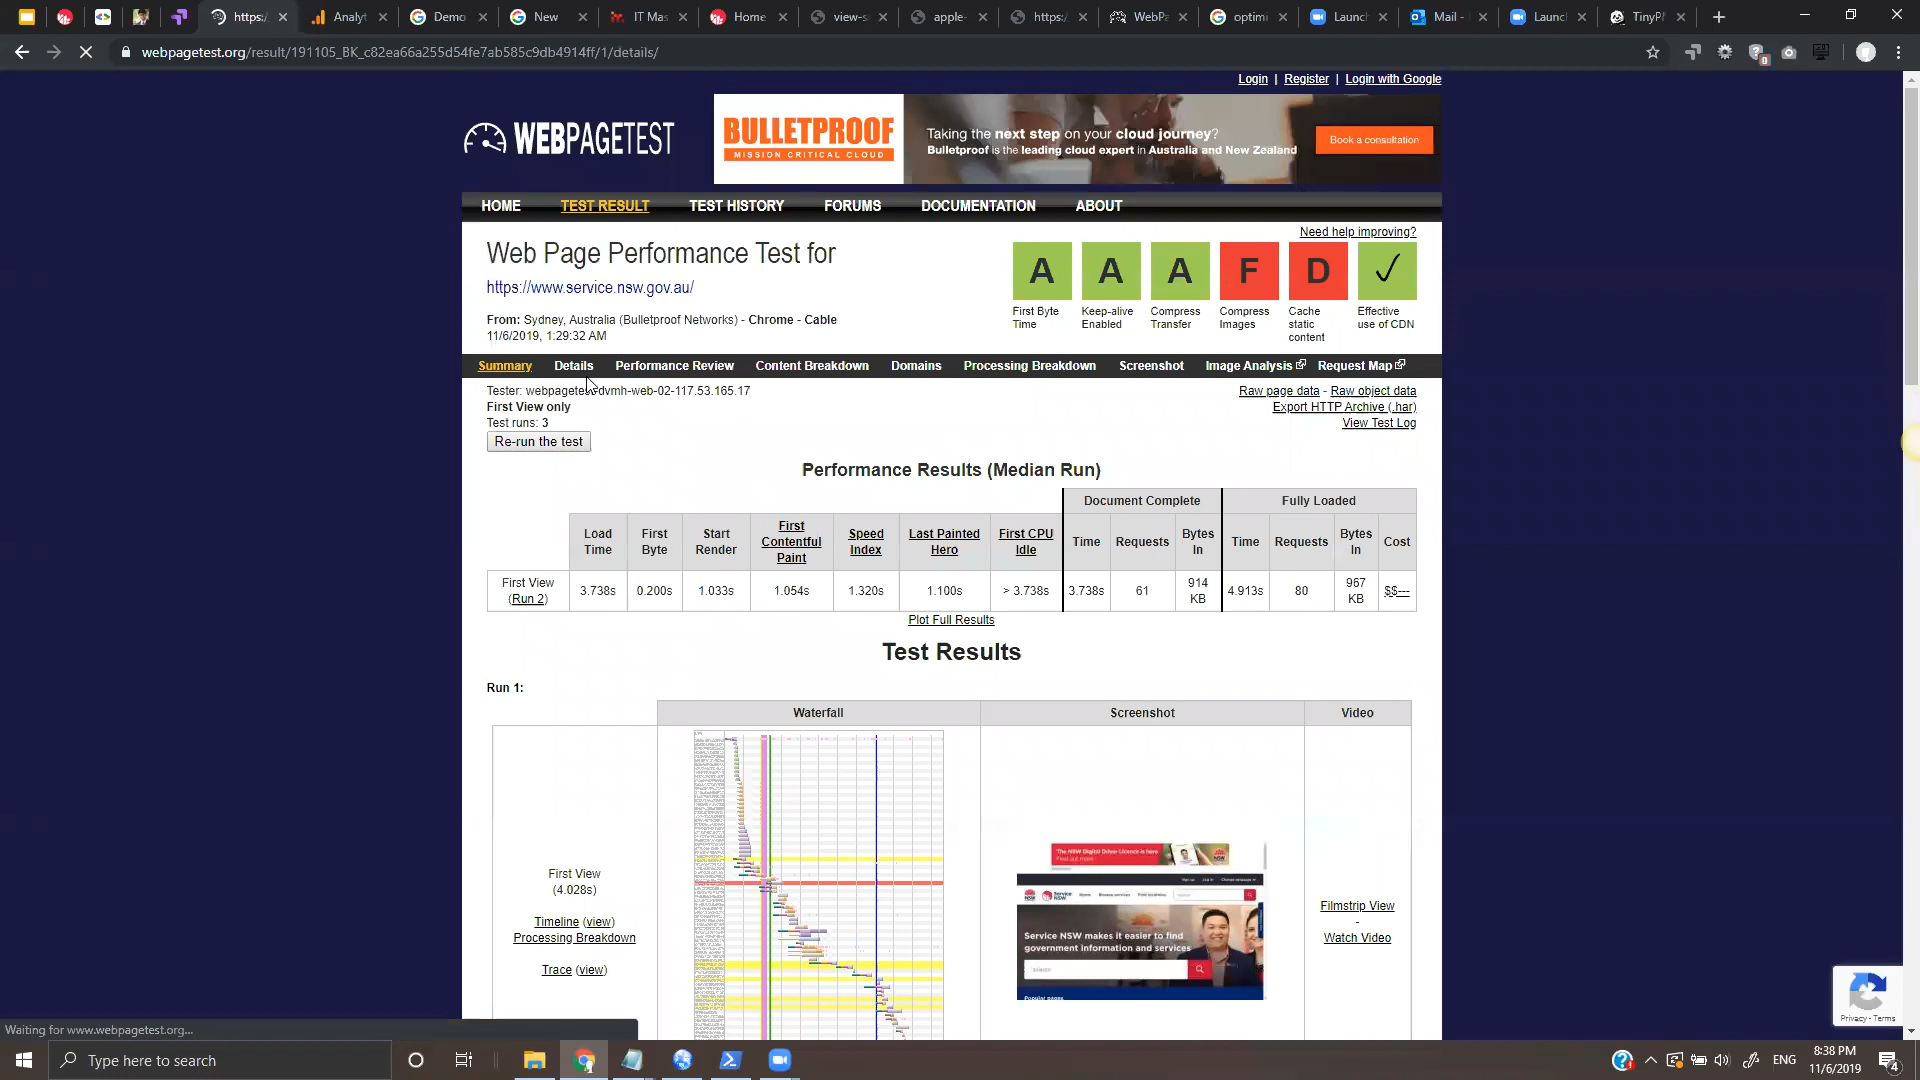 https:/
Analyt
Demo
New
IT Mas
Home
view-s
apple-
https:/
WebPa
optimi
Launc
Mail -
Launc
TinyPN
webpagetest.org/result/191105_BK_c82ea66a255d54fe7ab585c9db4914ff/1/details/
Login | Register | Login with Google
WEBPAGETEST
BULLETPROOF
MISSION CRITICAL CLOUD
Taking the next step on your cloud journey?
Bulletproof is the leading cloud expert in Australia and New Zealand
Book a consultation
HOME TEST RESULT TEST HISTORY FORUMS DOCUMENTATION ABOUT
Need help improving?
Web Page Performance Test for
https://www.service.nsw.gov.au/
From: Sydney, Australia (Bulletproof Networks) - Chrome - Cable
11/6/2019, 1:29:32 AM
A A A F D ✓
First Byte Time
Keep-alive Enabled
Compress Transfer
Compress Images
Cache static content
Effective use of CDN
Summary Details Performance Review Content Breakdown Domains Processing Breakdown Screenshot Image Analysis Request Map
Raw page data - Raw object data
Export HTTP Archive (.har)
View Test Log
First View only
Test runs: 3
Re-run the test
Performance Results (Median Run)
Document Complete Fully Loaded
Load Time
First Byte
Start Render
First Contentful Paint
Speed Index
Last Painted Hero
First CPU Idle
Time Requests Bytes In Time Requests Bytes In Cost
First View (Run 2) 3.738s 0.200s 1.033s 1.054s 1.320s 1.100s > 3.738s 3.738s 61 914 KB 4.913s 80 967 KB $$---
Plot Full Results
Test Results
Run 1:
Waterfall Screenshot Video
First View
(4.028s)
Timeline (view)
Processing Breakdown
Trace (view)
The NSW Digital Driver Licence is here
Service NSW makes it easier to find
government information and services
Popular pages
Filmstrip View
-
Watch Video
Privacy - Terms
Waiting for www.webpagetest.org...
Type here to search
ENG
8:38 PM
11/6/2019
4